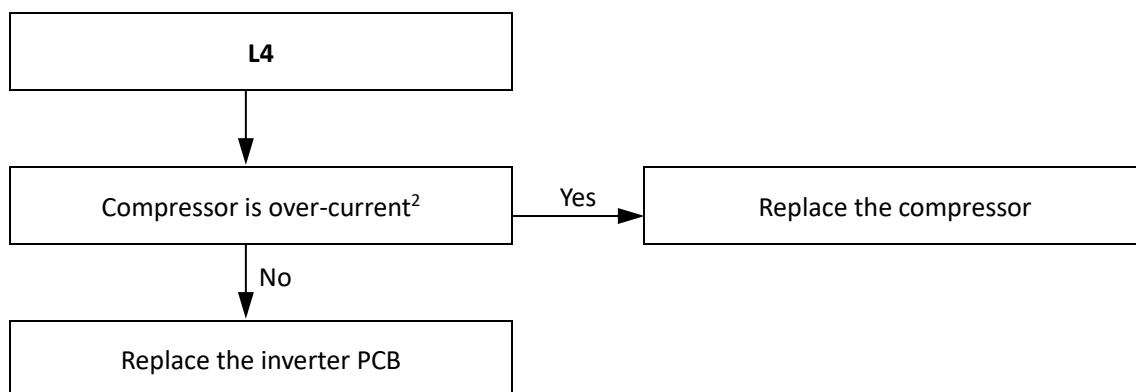 L4
Compressor is over-current²
Yes
Replace the compressor
No
Replace the inverter PCB